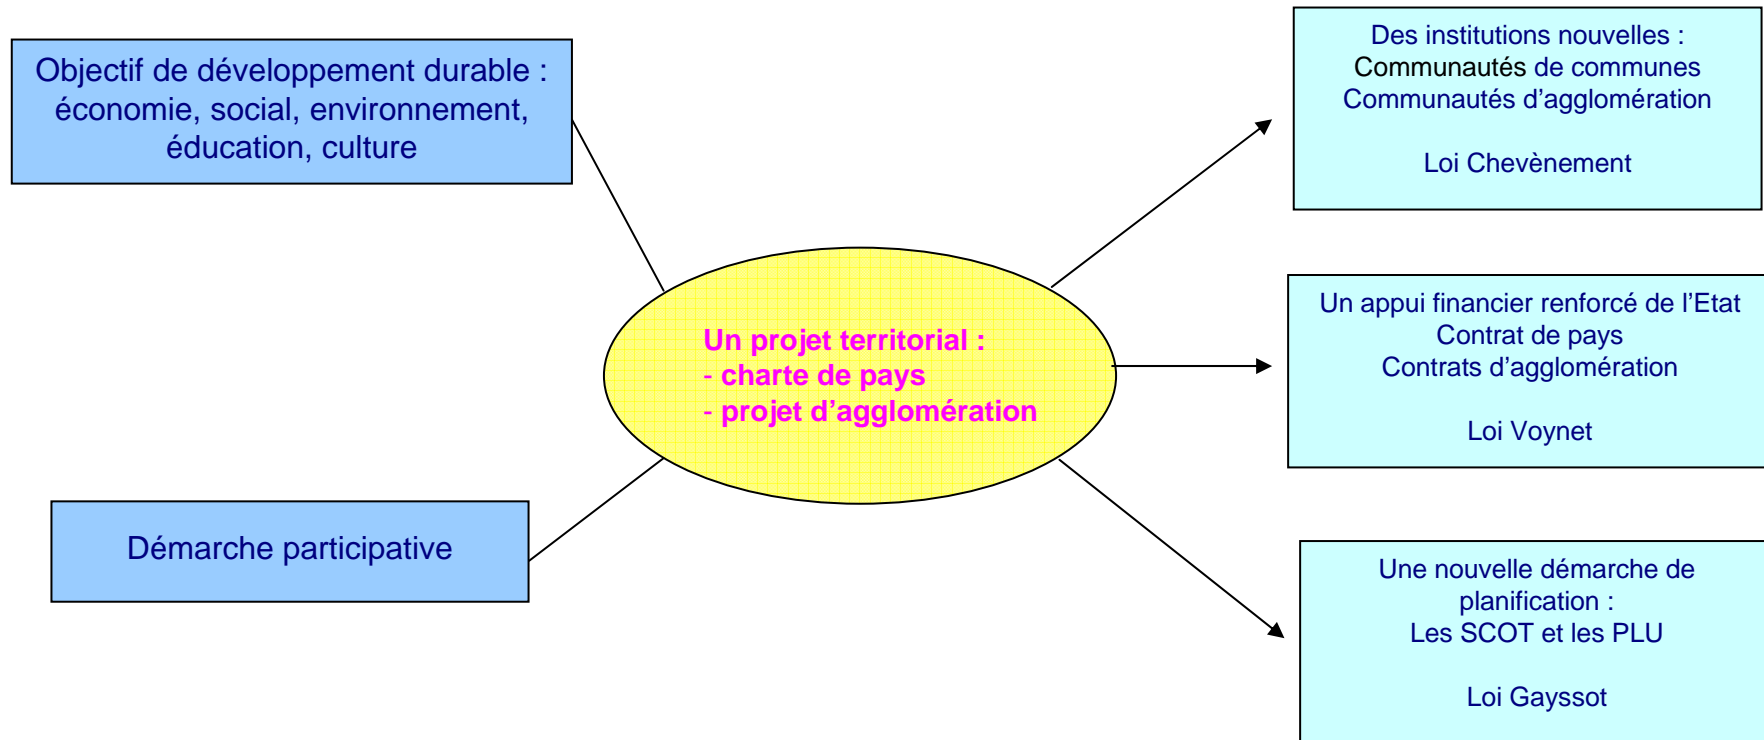 Objectif de développement durable :
économie, social, environnement,
éducation, culture
Démarche participative
Un projet territorial :
- charte de pays
- projet d’agglomération
Des institutions nouvelles :
Communautés de communes
Communautés d’agglomération
Loi Chevènement
Un appui financier renforcé de l’Etat
Contrat de pays
Contrats d’agglomération
Loi Voynet
Une nouvelle démarche de
planification :
Les SCOT et les PLU
Loi Gayssot